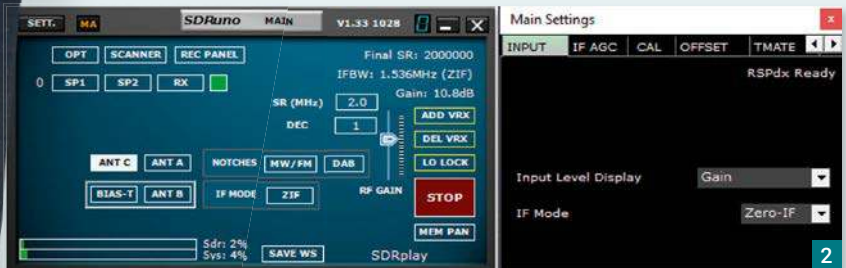 SETT. MA SDRuno MAIN V1.33 1028
OPT SCANNER REC PANEL Final SR: 2000000
0 SP1 SP2 RX IFBW: 1.536MHz (ZIF)
Gain: 10.8dB
SR (MHz) 2.0 ADD VRX
DEC 1 DEL VRX
ANT C ANT A NOTCHES MW/FM DAB LO LOCK
BIAS-T ANT B IF MODE ZIF RF GAIN STOP
MEM PAN
Sdr: 2%
Sys: 4% SAVE WS SDRplay
Main Settings x
INPUT IF AGC CAL OFFSET TMATE
RSPdx Ready
Input Level Display Gain
IF Mode Zero-IF
2